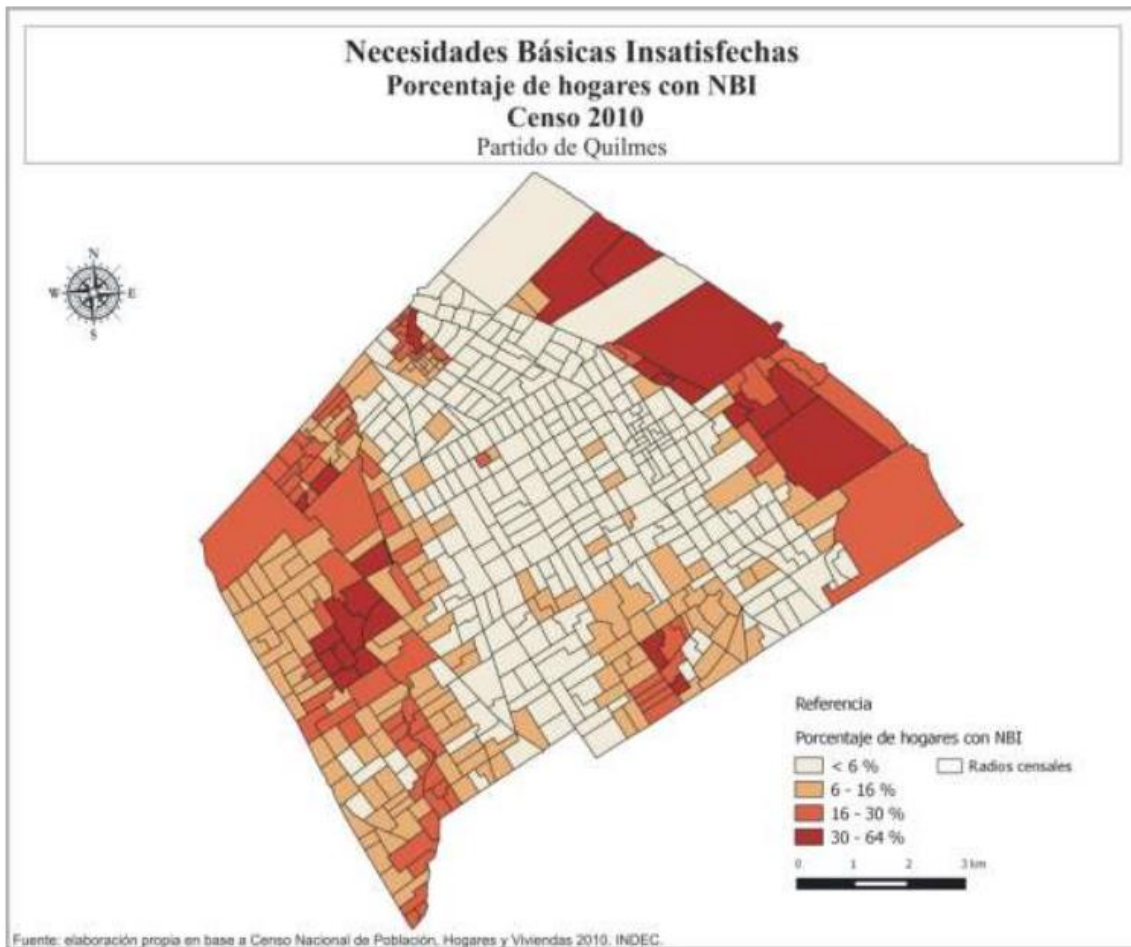 Necesidades Básicas Insatisfechas
Porcentaje de hogares con NBI
Censo 2010
Partido de Quilmes
N
W E
S
Referencia
Porcentaje de hogares con NBI
< 6 % Radios censales
6 - 16 %
16 - 30 %
30 - 64 %
0 1 2 3 km
Fuente: elaboración propia en base a Censo Nacional de Población, Hogares y Viviendas 2010. INDEC.